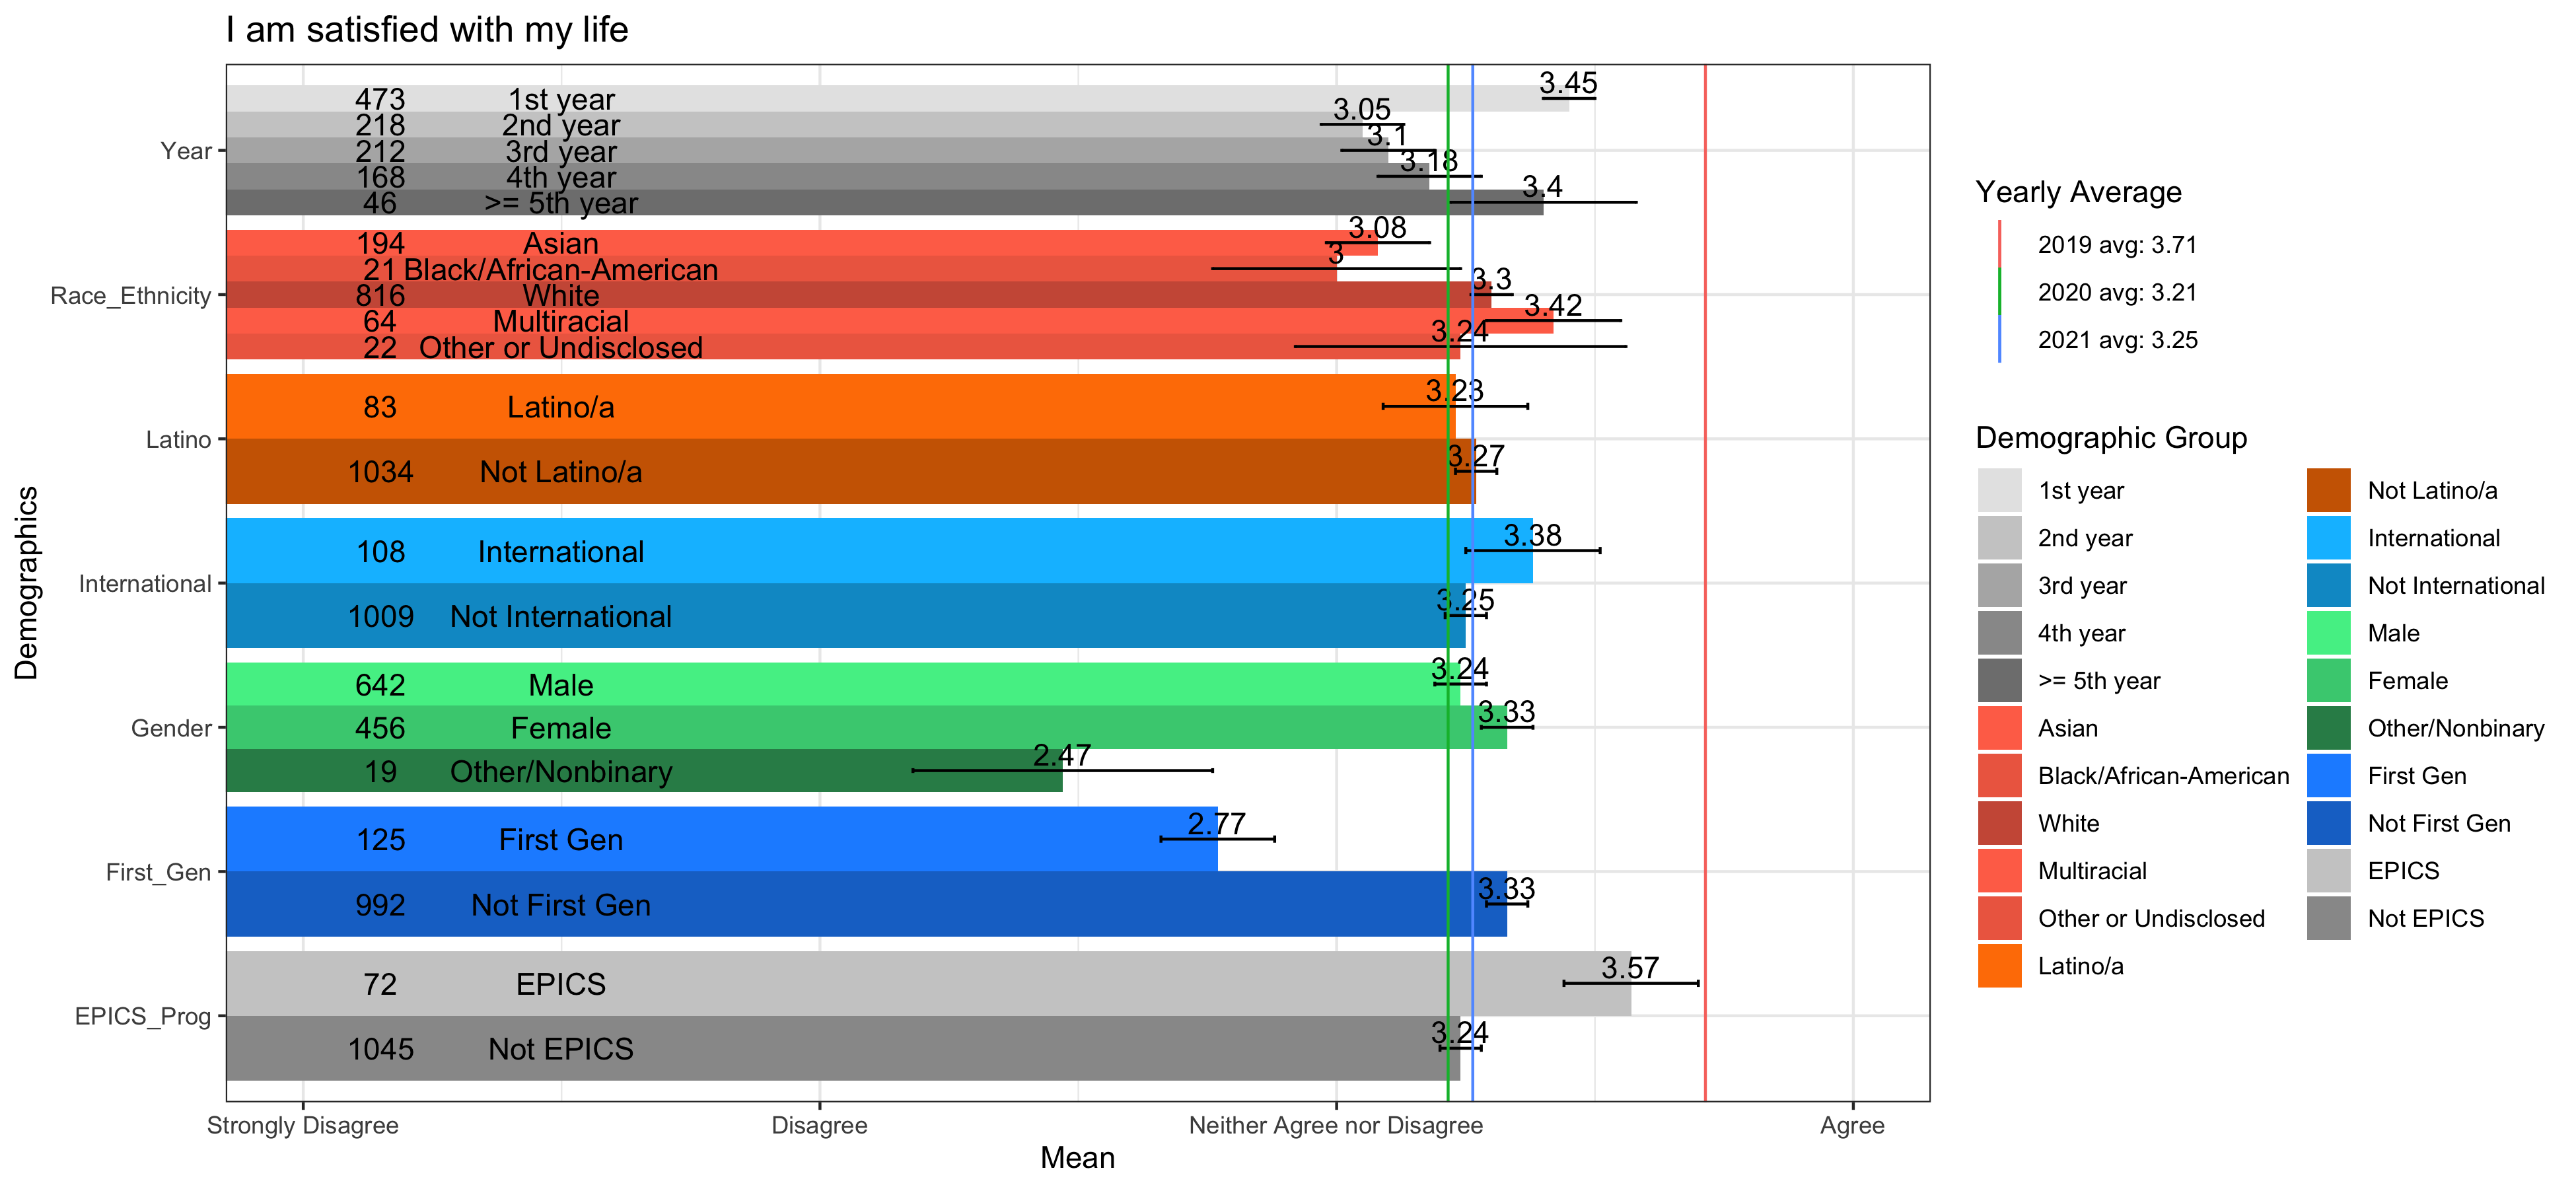 I am satisfied with my life
473 1st year 3.45
218 2nd year 3.05
212 3rd year 3.1
168 4th year 3.18
46 >= 5th year 3.4
Year
194 Asian 3.08
21 Black/African-American 3
816 White 3.3
64 Multiracial 3.42
22 Other or Undisclosed 3.24
Race_Ethnicity
83 Latino/a 3.23
1034 Not Latino/a 3.27
Latino
108 International 3.38
1009 Not International 3.25
International
642 Male 3.24
456 Female 3.33
19 Other/Nonbinary 2.47
Gender
125 First Gen 2.77
992 Not First Gen 3.33
First_Gen
72 EPICS 3.57
1045 Not EPICS 3.24
EPICS_Prog
Demographics
Strongly Disagree
Disagree
Neither Agree nor Disagree
Agree
Mean
Yearly Average
2019 avg: 3.71
2020 avg: 3.21
2021 avg: 3.25
Demographic Group
1st year
2nd year
3rd year
4th year
>= 5th year
Asian
Black/African-American
White
Multiracial
Other or Undisclosed
Latino/a
Not Latino/a
International
Not International
Male
Female
Other/Nonbinary
First Gen
Not First Gen
EPICS
Not EPICS